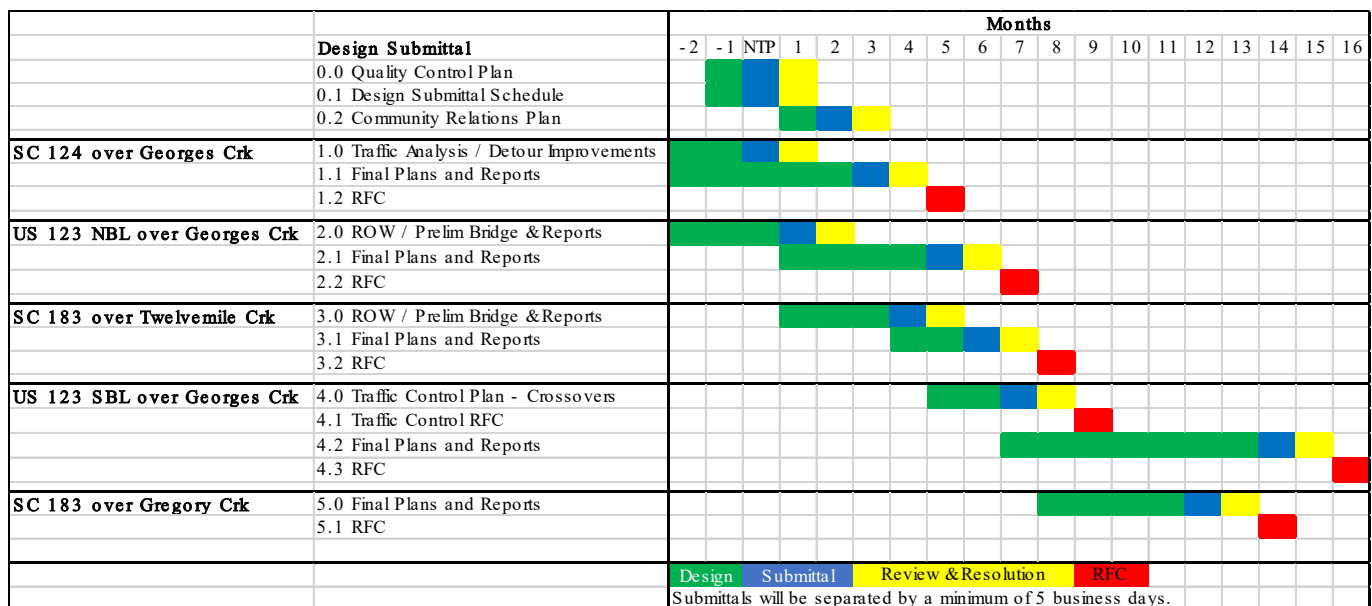 Months
Design Submittal - 2 - 1 NTP 1 2 3 4 5 6 7 8 9 10 11 12 13 14 15 16
0.0 Quality Control Plan
0.1 Design Submittal Schedule
0.2 Community Relations Plan
SC 124 over Georges Crk 1.0 Traffic Analysis / Detour Improvements
1.1 Final Plans and Reports
1.2 RFC
US 123 NBL over Georges Crk 2.0 ROW / Prelim Bridge & Reports
2.1 Final Plans and Reports
2.2 RFC
SC 183 over Twelvemile Crk 3.0 ROW / Prelim Bridge & Reports
3.1 Final Plans and Reports
3.2 RFC
US 123 SBL over Georges Crk 4.0 Traffic Control Plan - Crossovers
4.1 Traffic Control RFC
4.2 Final Plans and Reports
4.3 RFC
SC 183 over Gregory Crk 5.0 Final Plans and Reports
5.1 RFC
Design Submittal Review & Resolution RFC
Submittals will be separated by a minimum of 5 business days.